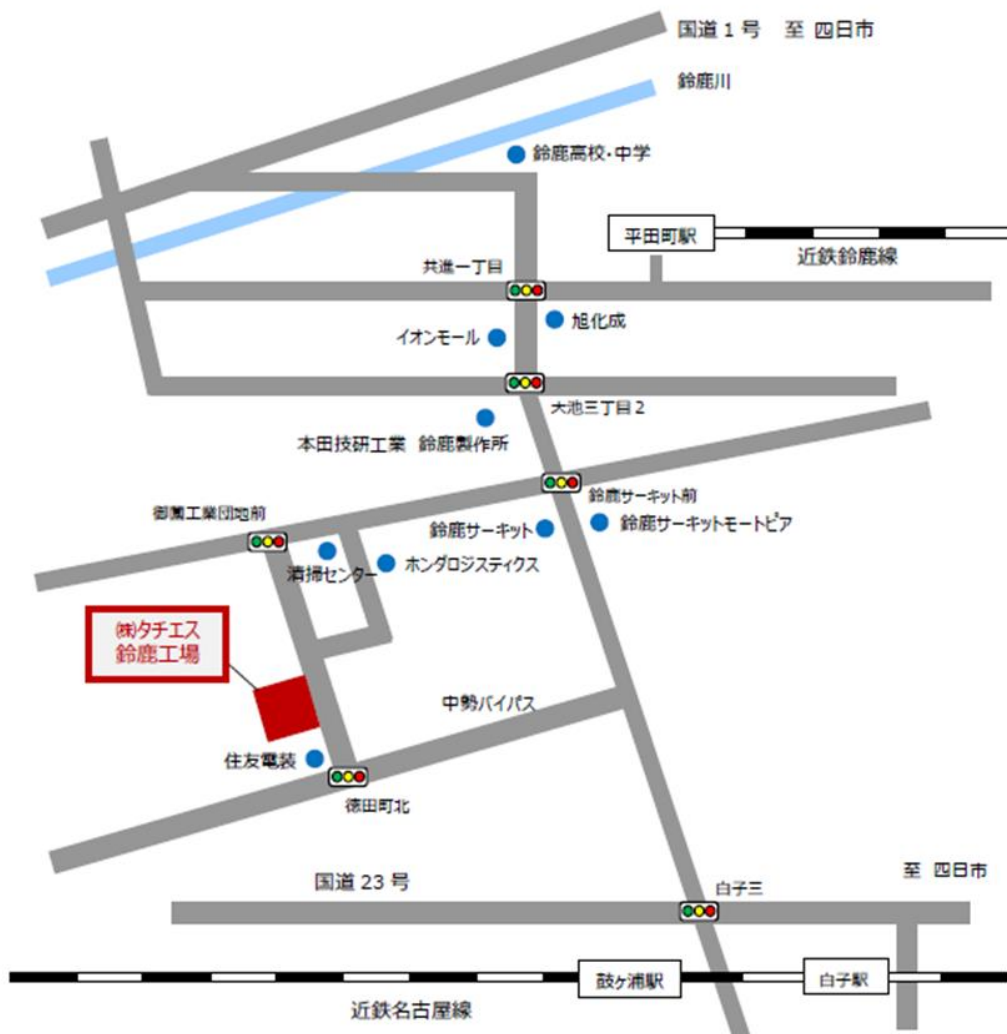 国道1号　至 四日市
鈴鹿川
鈴鹿高校・中学
平田町駅
近鉄鈴鹿線
共進一丁目
旭化成
イオンモール
大池三丁目2
本田技研工業　鈴鹿製作所
鈴鹿サーキット前
御薗工業団地前
鈴鹿サーキット
鈴鹿サーキットモートピア
清掃センター
ホンダロジスティクス
㈱タチエス
鈴鹿工場
中勢バイパス
住友電装
徳田町北
国道23号
白子三
至 四日市
鼓ヶ浦駅
白子駅
近鉄名古屋線